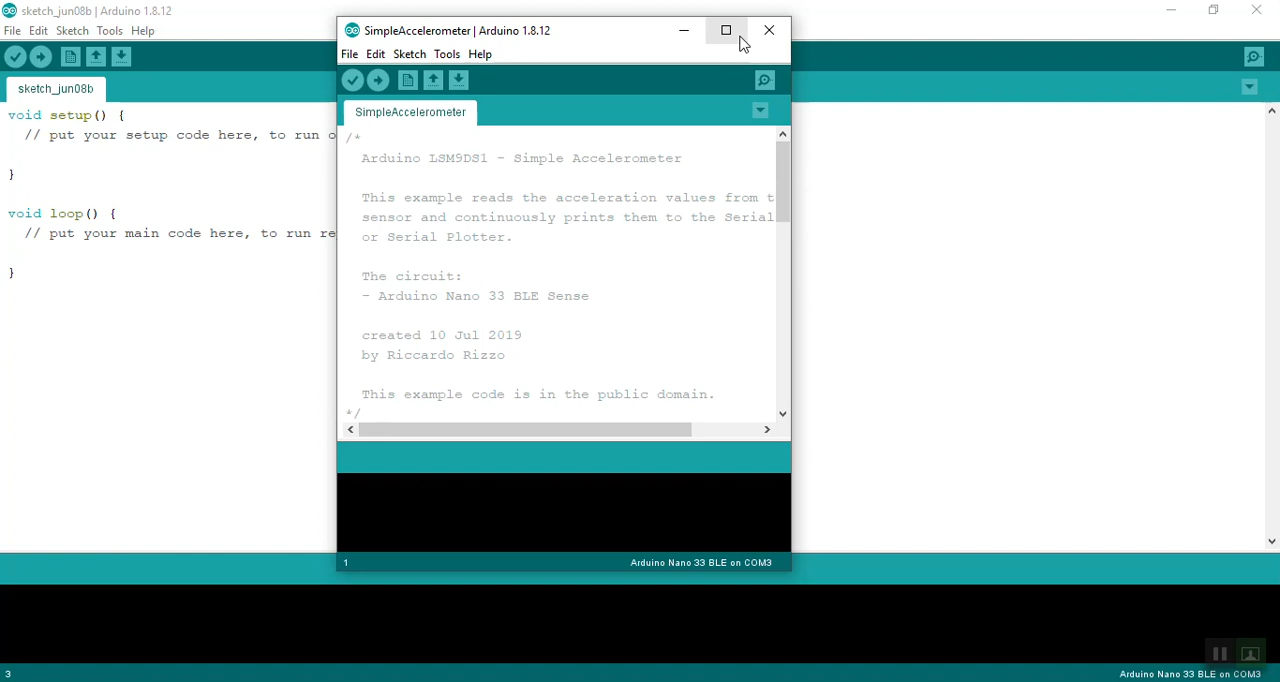 sketch_jun08b | Arduino 1.8.12
File Edit Sketch Tools Help
sketch_jun08b
void setup() {
// put your setup code here, to run o
}
void loop() {
// put your main code here, to run re
}
3
Arduino Nano 33 BLE on COM3
SimpleAccelerometer | Arduino 1.8.12
File Edit Sketch Tools Help
SimpleAccelerometer
/*
Arduino LSM9DS1 - Simple Accelerometer
This example reads the acceleration values from t
sensor and continuously prints them to the Serial
or Serial Plotter.
The circuit:
- Arduino Nano 33 BLE Sense
created 10 Jul 2019
by Riccardo Rizzo
This example code is in the public domain.
*/
1
Arduino Nano 33 BLE on COM3